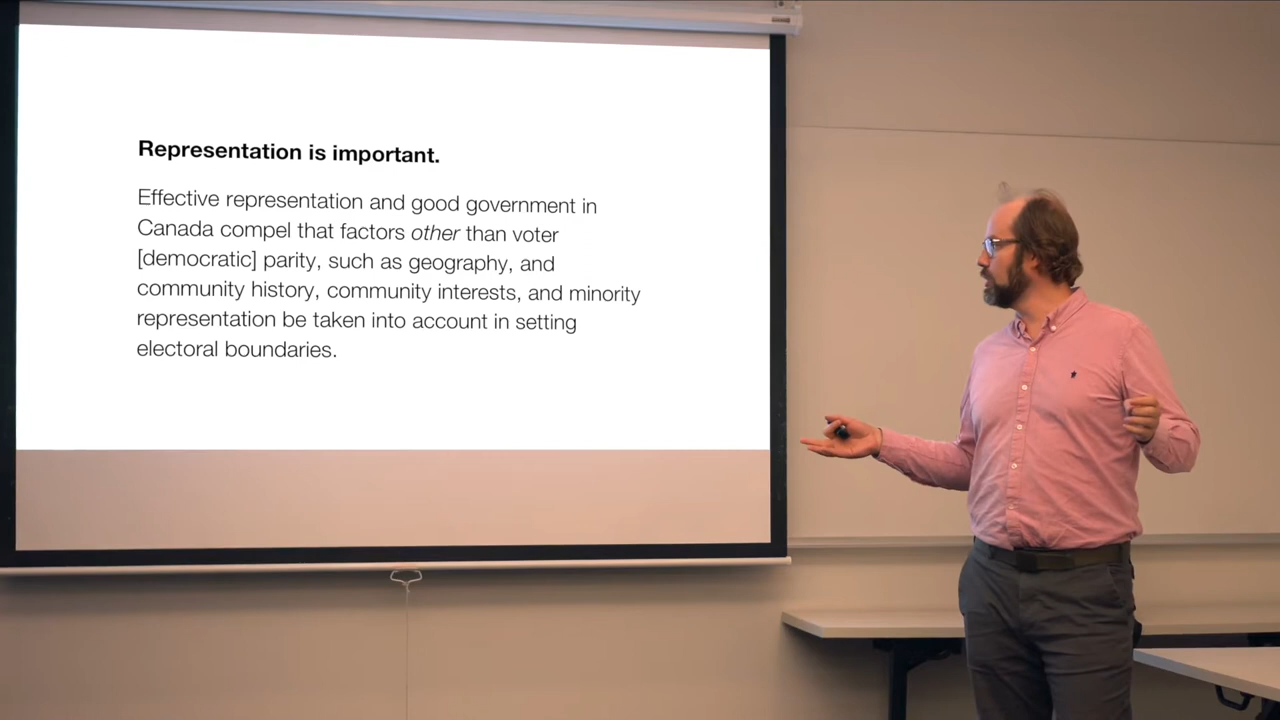 Representation is important.
Effective representation and good government in
Canada compel that factors other than voter
[democratic] parity, such as geography, and
community history, community interests, and minority
representation be taken into account in setting
electoral boundaries.